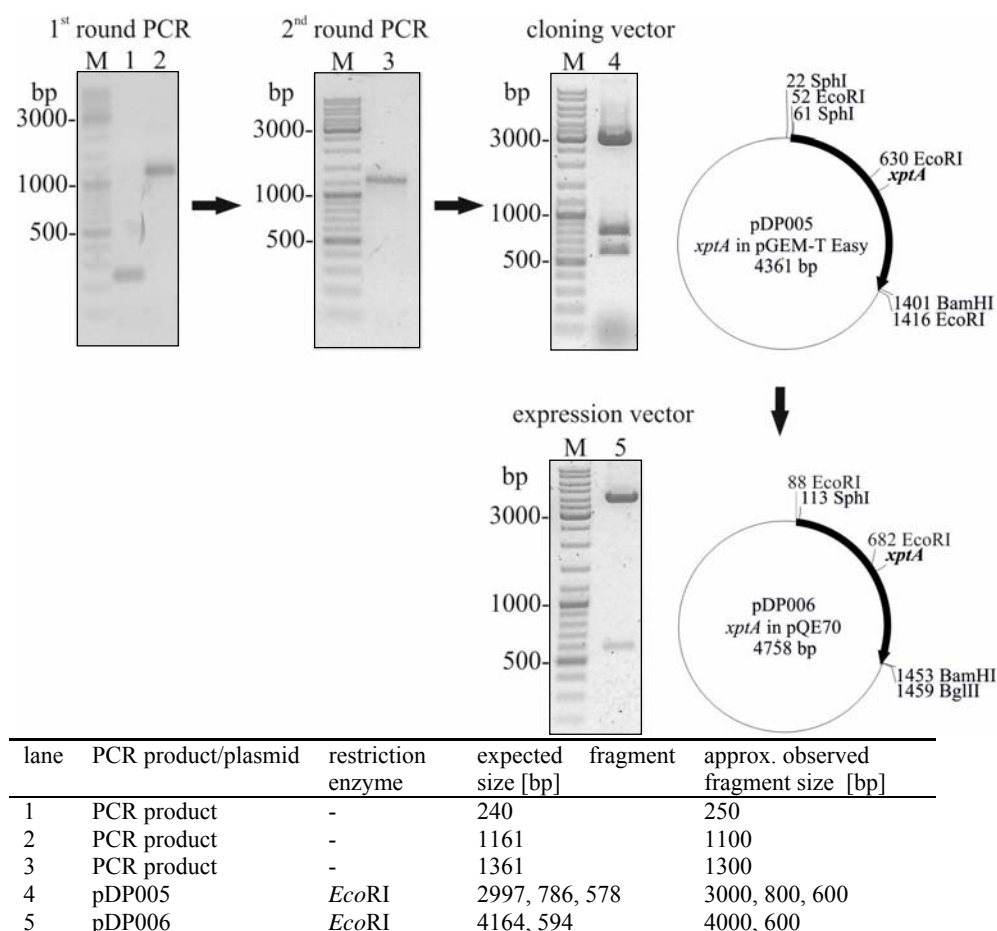 1st round PCR
M 1 2
bp
3000-
1000-
500-
2nd round PCR
M 3
bp
3000-
1000-
500-
cloning vector
M 4
bp
3000-
1000-
500-
22 SphI
52 EcoRI
61 SphI
630 EcoRI
xptA
pDP005
xptA in pGEM-T Easy
4361 bp
1401 BamHI
1416 EcoRI
expression vector
M 5
bp
3000-
1000-
500-
88 EcoRI
113 SphI
682 EcoRI
xptA
pDP006
xptA in pQE70
4758 bp
1453 BamHI
1459 BglII
lane PCR product/plasmid restriction enzyme expected fragment size [bp] approx. observed fragment size [bp]
1 PCR product - 240 250
2 PCR product - 1161 1100
3 PCR product - 1361 1300
4 pDP005 EcoRI 2997, 786, 578 3000, 800, 600
5 pDP006 EcoRI 4164, 594 4000, 600